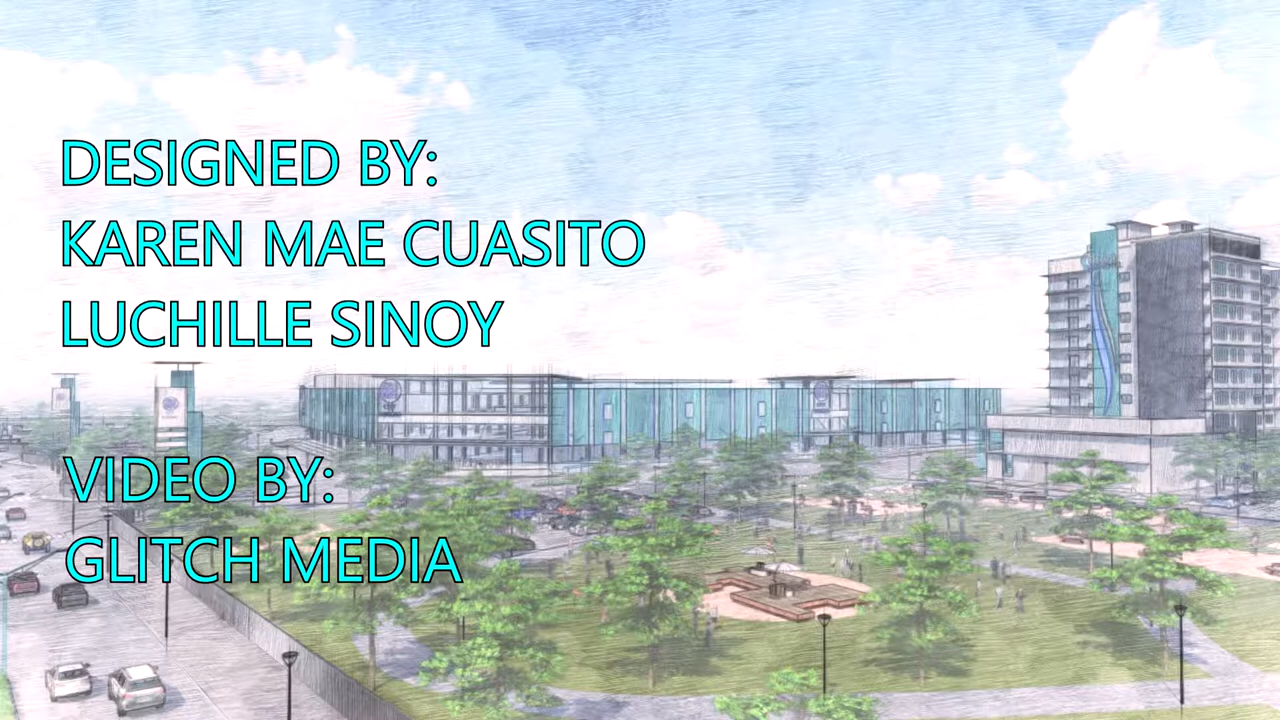 DESIGNED BY:
KAREN MAE CUASITO
LUCHILLE SINOY
VIDEO BY:
GLITCH MEDIA